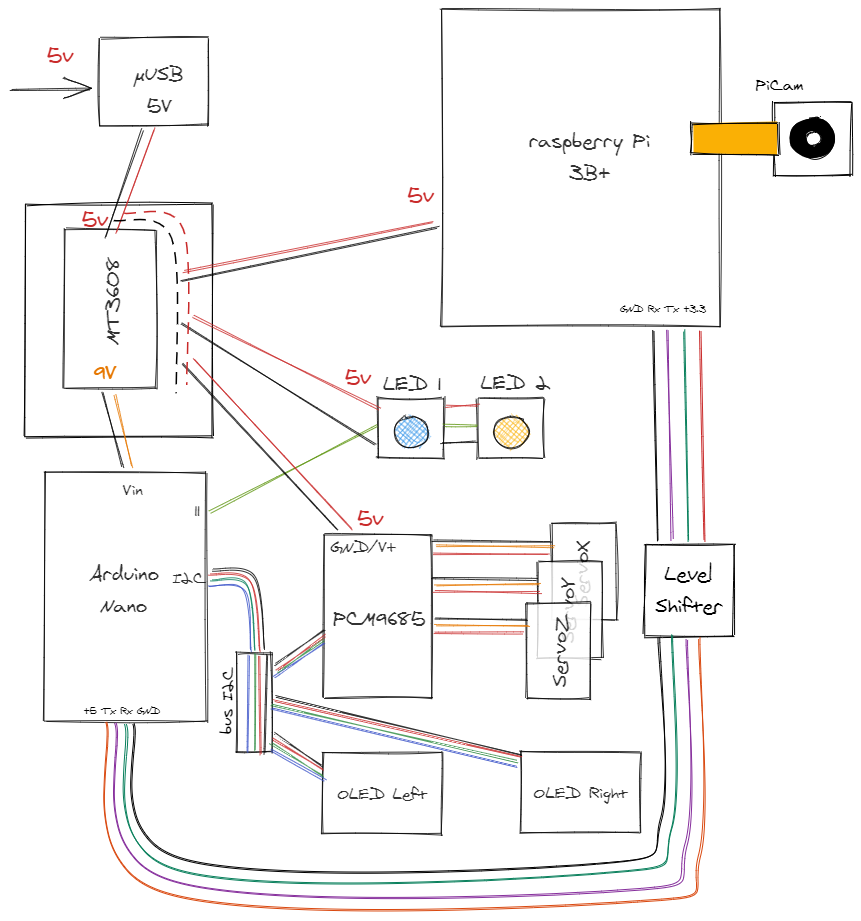 5v
μUSB
5V
PiCam
raspberry Pi
3B+
5v
5v
MT3608
9V
GND Rx Tx +3.3
5v
LED 1
LED 2
Vin
11
Arduino
Nano
I2C
+5 Tx Rx GND
5v
GND/V+
PCM9685
ServoX
ServoY
ServoZ
Level
Shifter
bus I2C
OLED Left
OLED Right